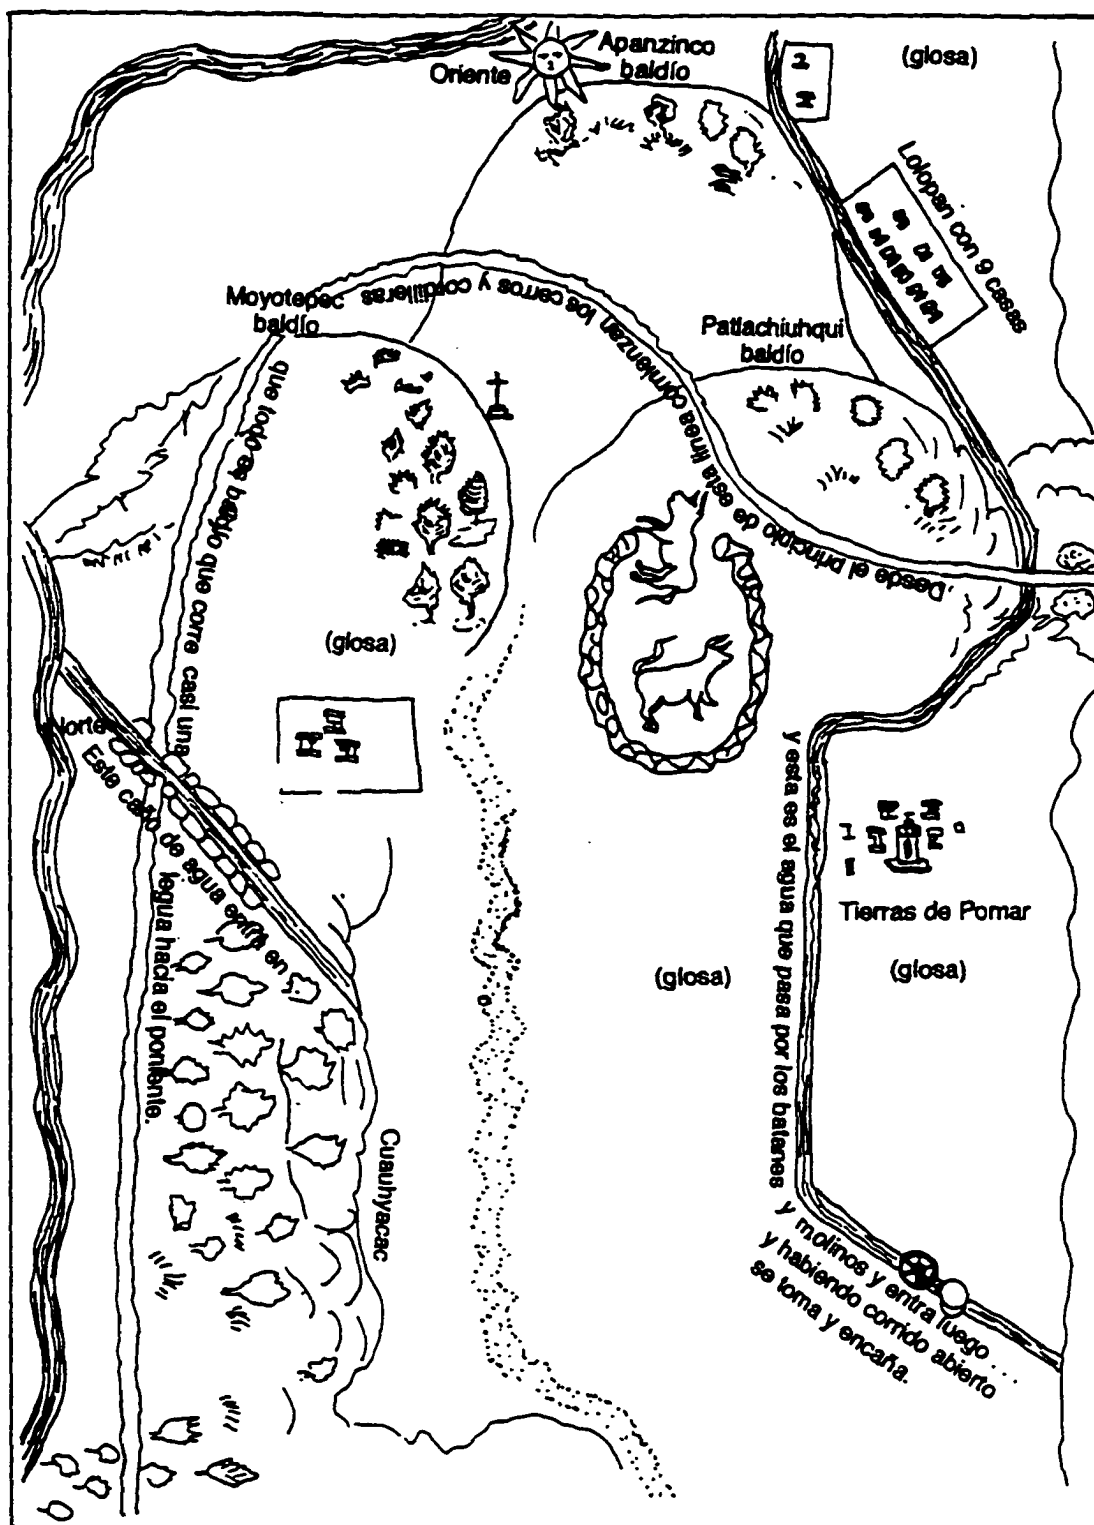 Oriente
Apanzinco
baldío
(glosa)
Lolopan con 9 casas
Moyotepec
baldío
Patlachiuhqui
baldío
Desde el principio de esta línea comienzan los cerros y cordilleras
que todo es baldío que corre casi una
legua hacia el poniente.
(glosa)
Norte
Este caño de agua entra en
Cuauhyacac
(glosa)
Tierras de Pomar
(glosa)
y esta es el agua que pasa por los batanes
y molinos y entra luego ...
y habiendo corrido abierto
se toma y encaña.